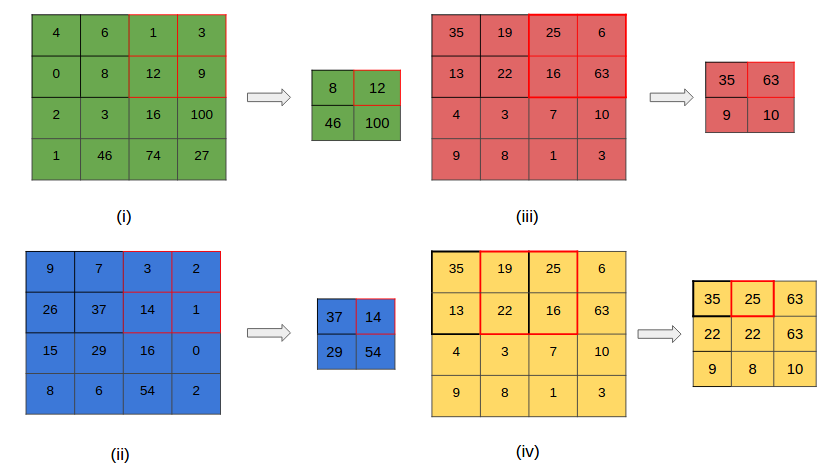 4 6 1 3
0 8 12 9
2 3 16 100
1 46 74 27
8 12
46 100
(i)
35 19 25 6
13 22 16 63
4 3 7 10
9 8 1 3
35 63
9 10
(iii)
9 7 3 2
26 37 14 1
15 29 16 0
8 6 54 2
37 14
29 54
(ii)
35 19 25 6
13 22 16 63
4 3 7 10
9 8 1 3
35 25 63
22 22 63
9 8 10
(iv)